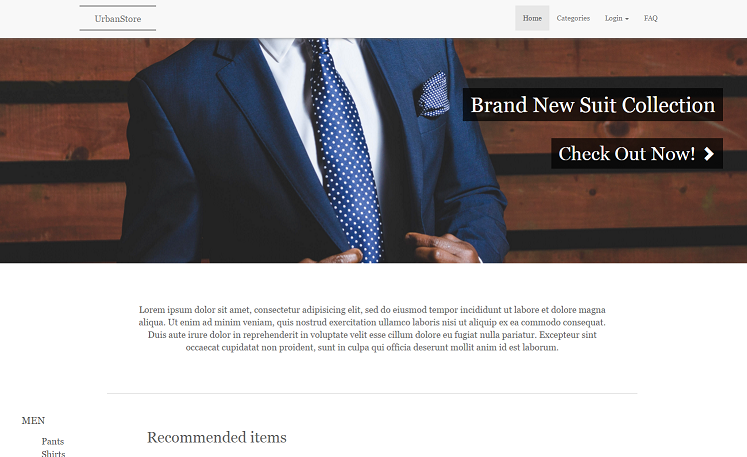 UrbanStore
Home Categories Login FAQ
Brand New Suit Collection
Check Out Now!
Lorem ipsum dolor sit amet, consectetur adipisicing elit, sed do eiusmod tempor incididunt ut labore et dolore magna
aliqua. Ut enim ad minim veniam, quis nostrud exercitation ullamco laboris nisi ut aliquip ex ea commodo consequat.
Duis aute irure dolor in reprehenderit in voluptate velit esse cillum dolore eu fugiat nulla pariatur. Excepteur sint
occaecat cupidatat non proident, sunt in culpa qui officia deserunt mollit anim id est laborum.
MEN
Recommended items
Pants
Shirts